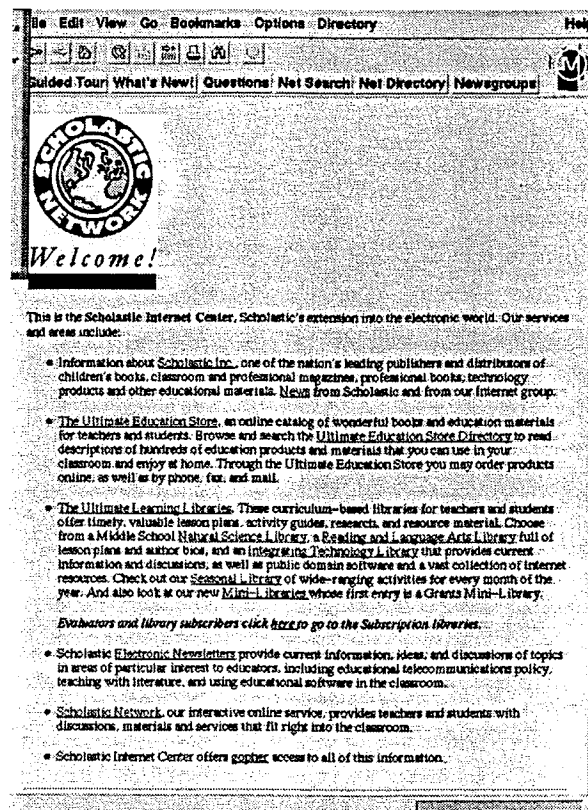 ile Edit View Go Bookmarks Options Directory Help
Guided Tour What's New! Questions Net Search Net Directory Newsgroups
SCHOLASTIC
NETWORK
Welcome!
This is the Scholastic Internet Center, Scholastic's extension into the electronic world. Our services
and areas include:
• Information about Scholastic Inc., one of the nation's leading publishers and distributors of
children's books, classroom and professional magazines, professional books, technology
products and other educational materials. News from Scholastic and from our Internet group.
• The Ultimate Education Store, an online catalog of wonderful books and education materials
for teachers and students. Browse and search the Ultimate Education Store Directory to read
descriptions of hundreds of education products and materials that you can use in your
classroom and enjoy at home. Through the Ultimate Education Store you may order products
online, as well as by phone, fax, and mail.
• The Ultimate Learning Libraries. These curriculum-based libraries for teachers and students
offer timely, valuable lesson plans, activity guides, research, and resource material. Choose
from a Middle School Natural Science Library, a Reading and Language Arts Library full of
lesson plans and author bios, and an Integrating Technology Library that provides current
information and discussions, as well as public domain software and a vast collection of internet
resources. Check out our Seasonal Library of wide-ranging activities for every month of the
year. And also look at our new Mini-Libraries whose first entry is a Grants Mini-Library.
Evaluators and library subscribers click here to go to the Subscription libraries.
• Scholastic Electronic Newsletters provide current information, ideas, and discussions of topics
in areas of particular interest to educators, including educational telecommunications policy,
teaching with literature, and using educational software in the classroom.
• Scholastic Network, our interactive online service, provides teachers and students with
discussions, materials and services that fit right into the classroom.
• Scholastic Internet Center offers gopher access to all of this information.